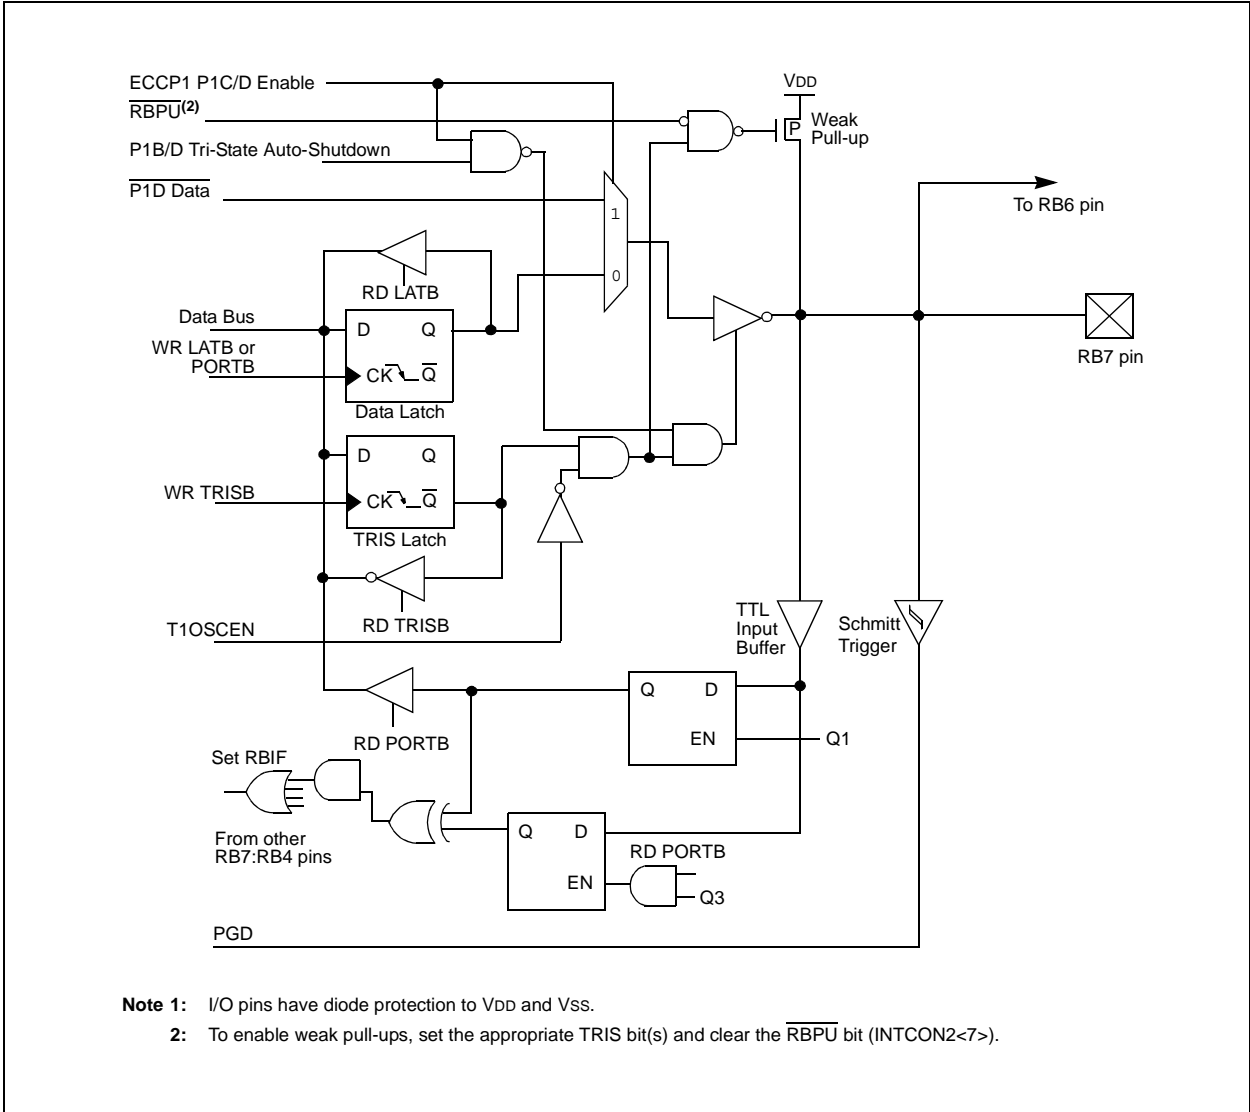 ECCP1 P1C/D Enable
RBPU(2)
P1B/D Tri-State Auto-Shutdown
P1D Data
VDD
P
Weak
Pull-up
1
0
To RB6 pin
RD LATB
Data Bus
D Q
WR LATB or
PORTB
CK Q
Data Latch
RB7 pin
D Q
WR TRISB
CK Q
TRIS Latch
RD TRISB
T1OSCEN
TTL
Input
Buffer
Schmitt
Trigger
Q D
EN
Q1
RD PORTB
Set RBIF
From other
RB7:RB4 pins
Q D
EN
RD PORTB
Q3
PGD
Note 1: I/O pins have diode protection to VDD and VSS.
2: To enable weak pull-ups, set the appropriate TRIS bit(s) and clear the RBPU bit (INTCON2<7>).